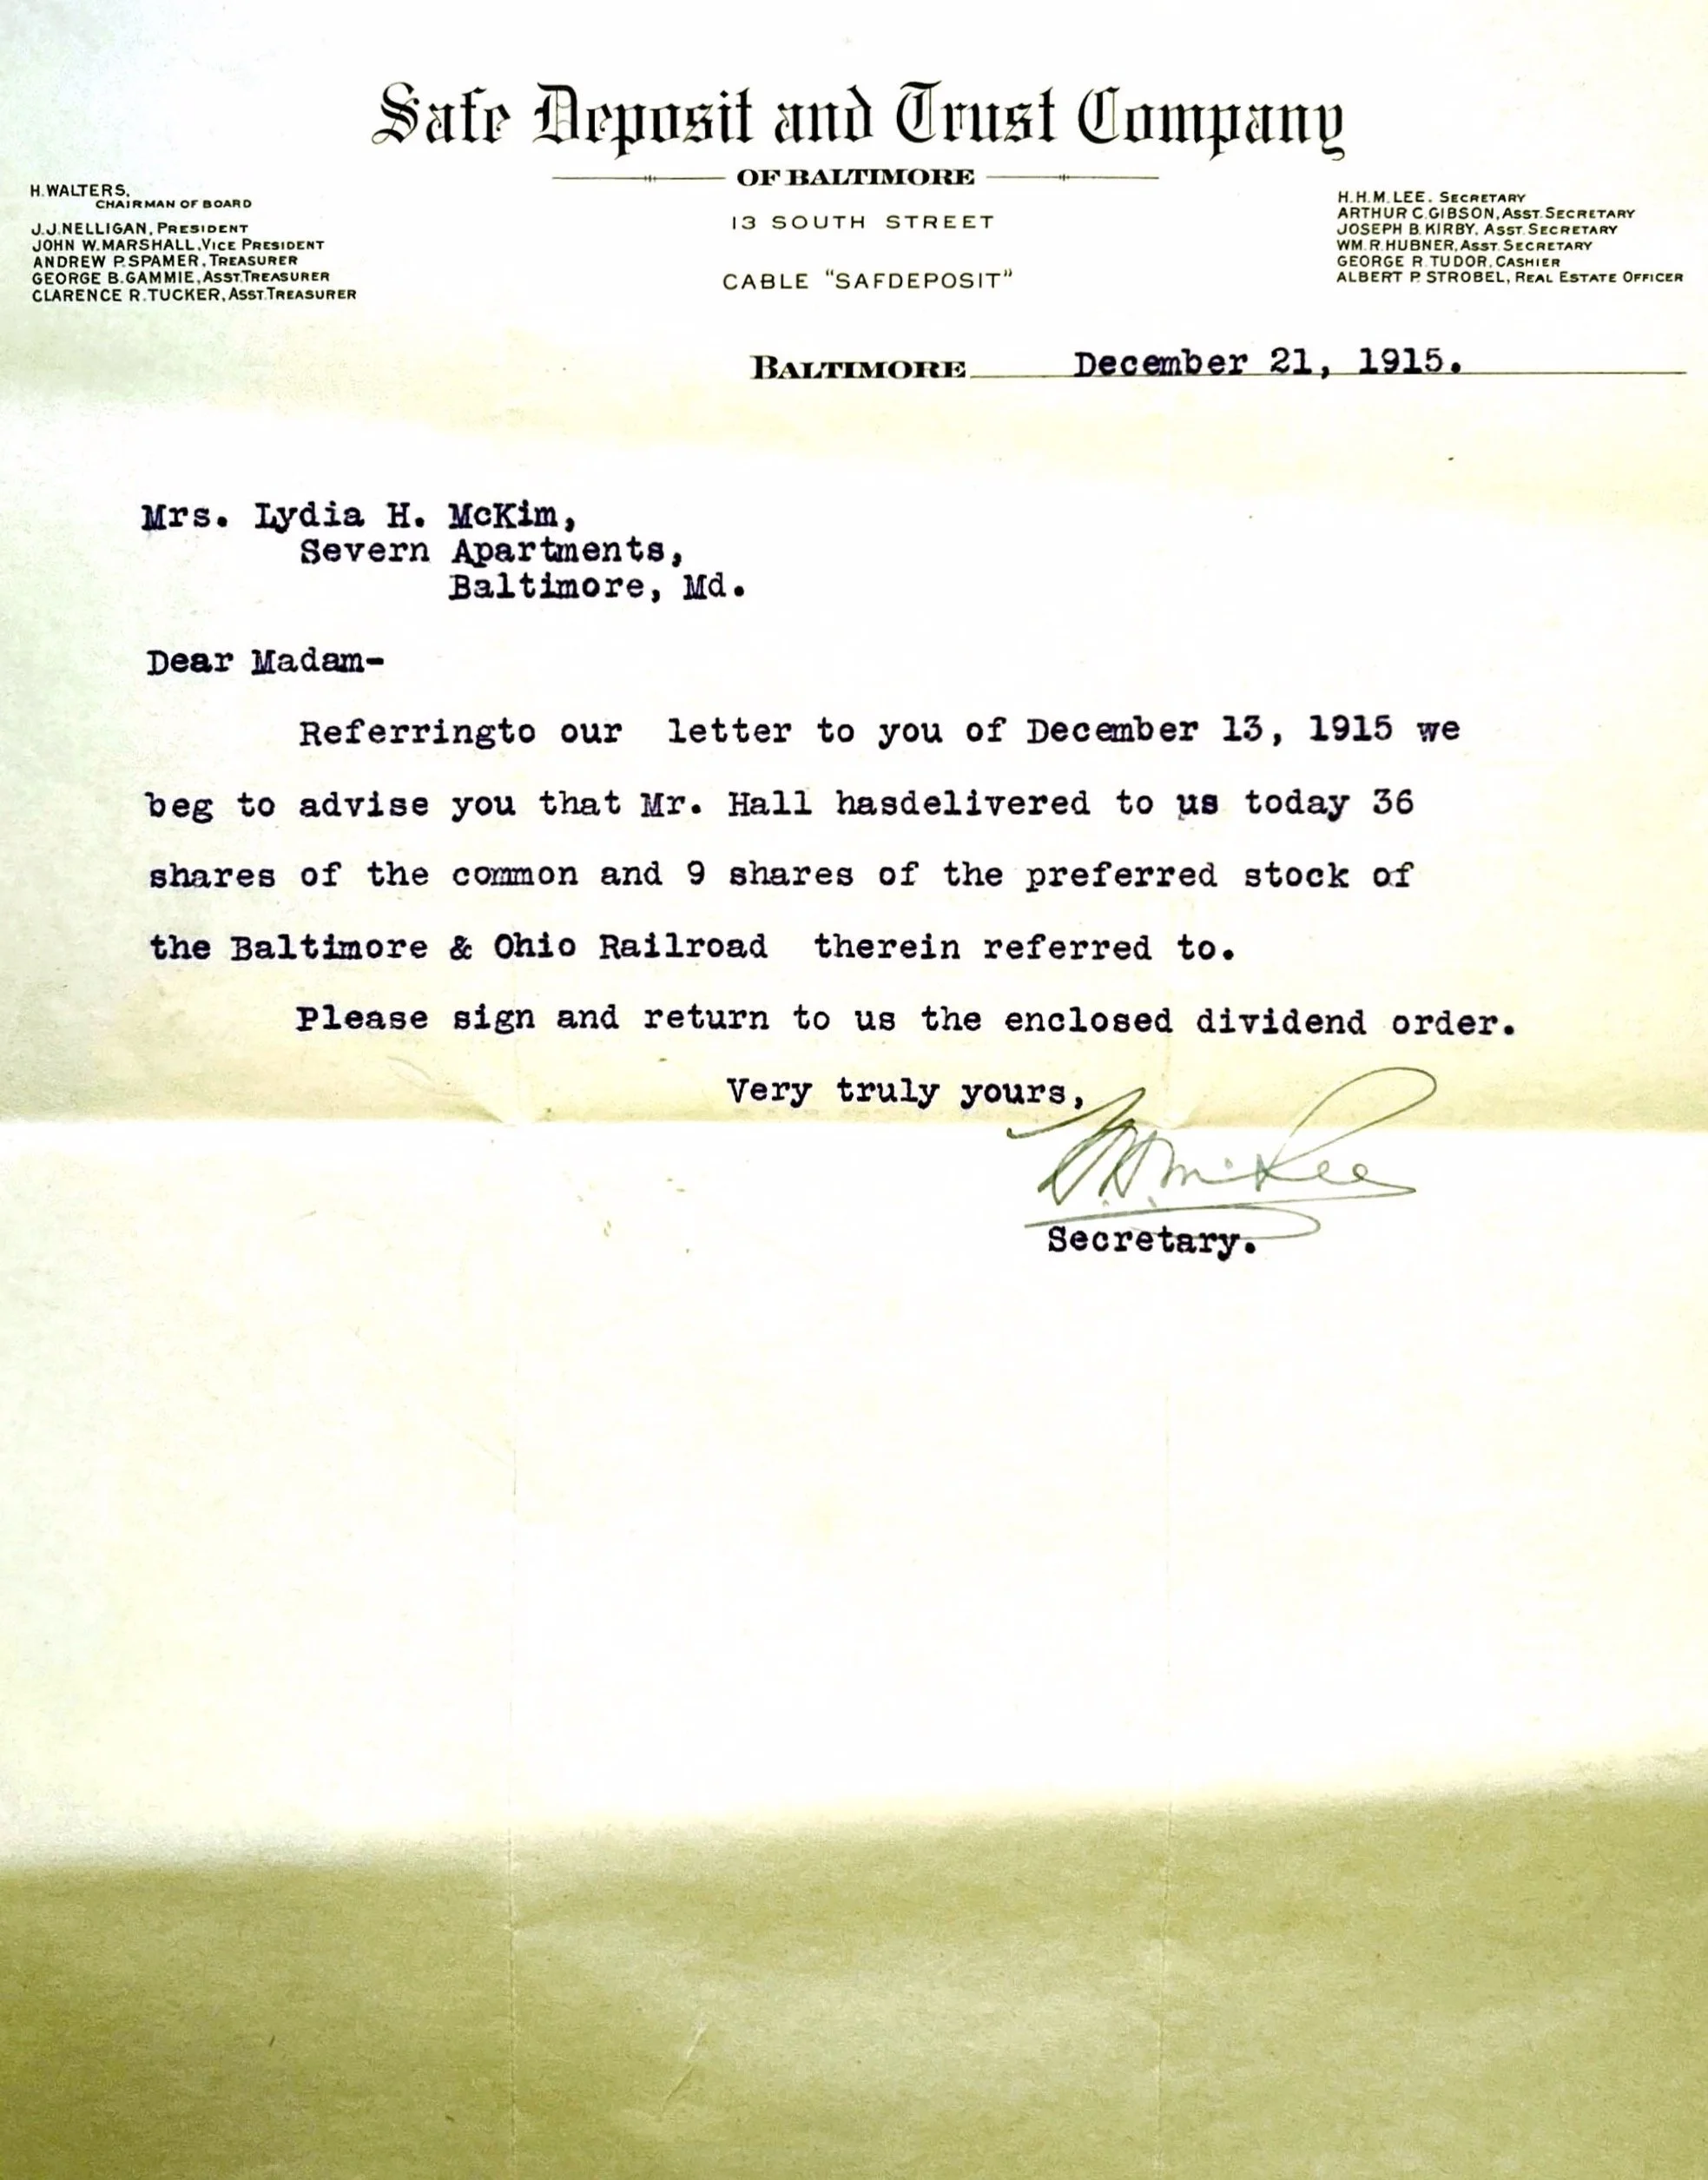 Safe Deposit and Trust Company
OF BALTIMORE
13 SOUTH STREET
CABLE "SAFDEPOSIT"
H. WALTERS,
CHAIRMAN OF BOARD
J.J. NELLIGAN, PRESIDENT
JOHN W. MARSHALL, VICE PRESIDENT
ANDREW P. SPAMER, TREASURER
GEORGE B. GAMMIE, ASST. TREASURER
CLARENCE R. TUCKER, ASST. TREASURER
H.H.M. LEE, SECRETARY
ARTHUR C. GIBSON, ASST. SECRETARY
JOSEPH B. KIRBY, ASST. SECRETARY
WM. R. HUBNER, ASST. SECRETARY
GEORGE R. TUDOR, CASHIER
ALBERT P. STROBEL, REAL ESTATE OFFICER
BALTIMORE December 21, 1915.
Mrs. Lydia H. McKim,
Severn Apartments,
Baltimore, Md.
Dear Madam-
Referringto our letter to you of December 13, 1915 we
beg to advise you that Mr. Hall hasdelivered to us today 36
shares of the common and 9 shares of the preferred stock of
the Baltimore & Ohio Railroad therein referred to.
Please sign and return to us the enclosed dividend order.
Very truly yours,
H.H.M. Lee
Secretary.